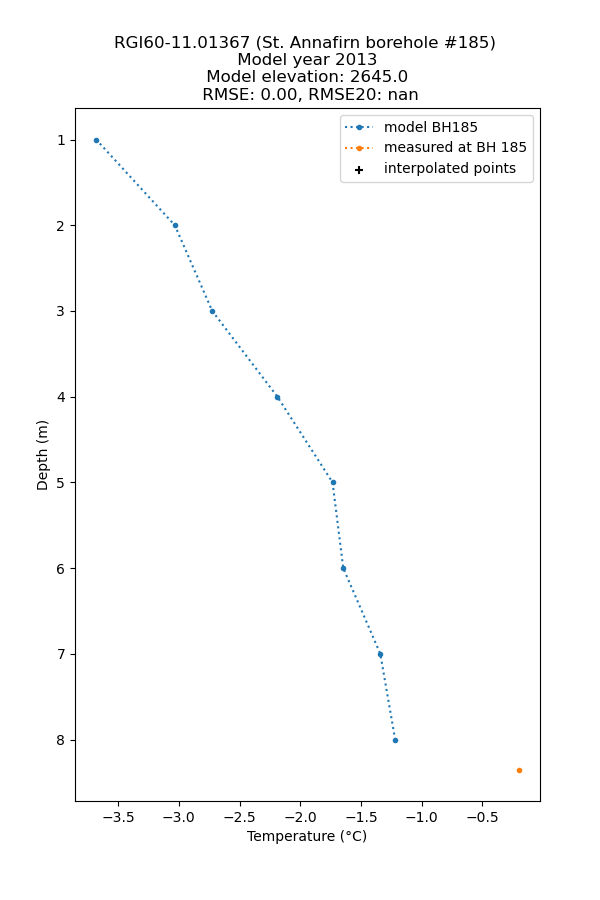 RGI60-11.01367 (St. Annafirn borehole #185)
Model year 2013
Model elevation: 2645.0
RMSE: 0.00, RMSE20: nan
model BH185
measured at BH 185
interpolated points
1
2
3
4
5
6
7
8
Depth (m)
−3.5 −3.0 −2.5 −2.0 −1.5 −1.0 −0.5
Temperature (°C)